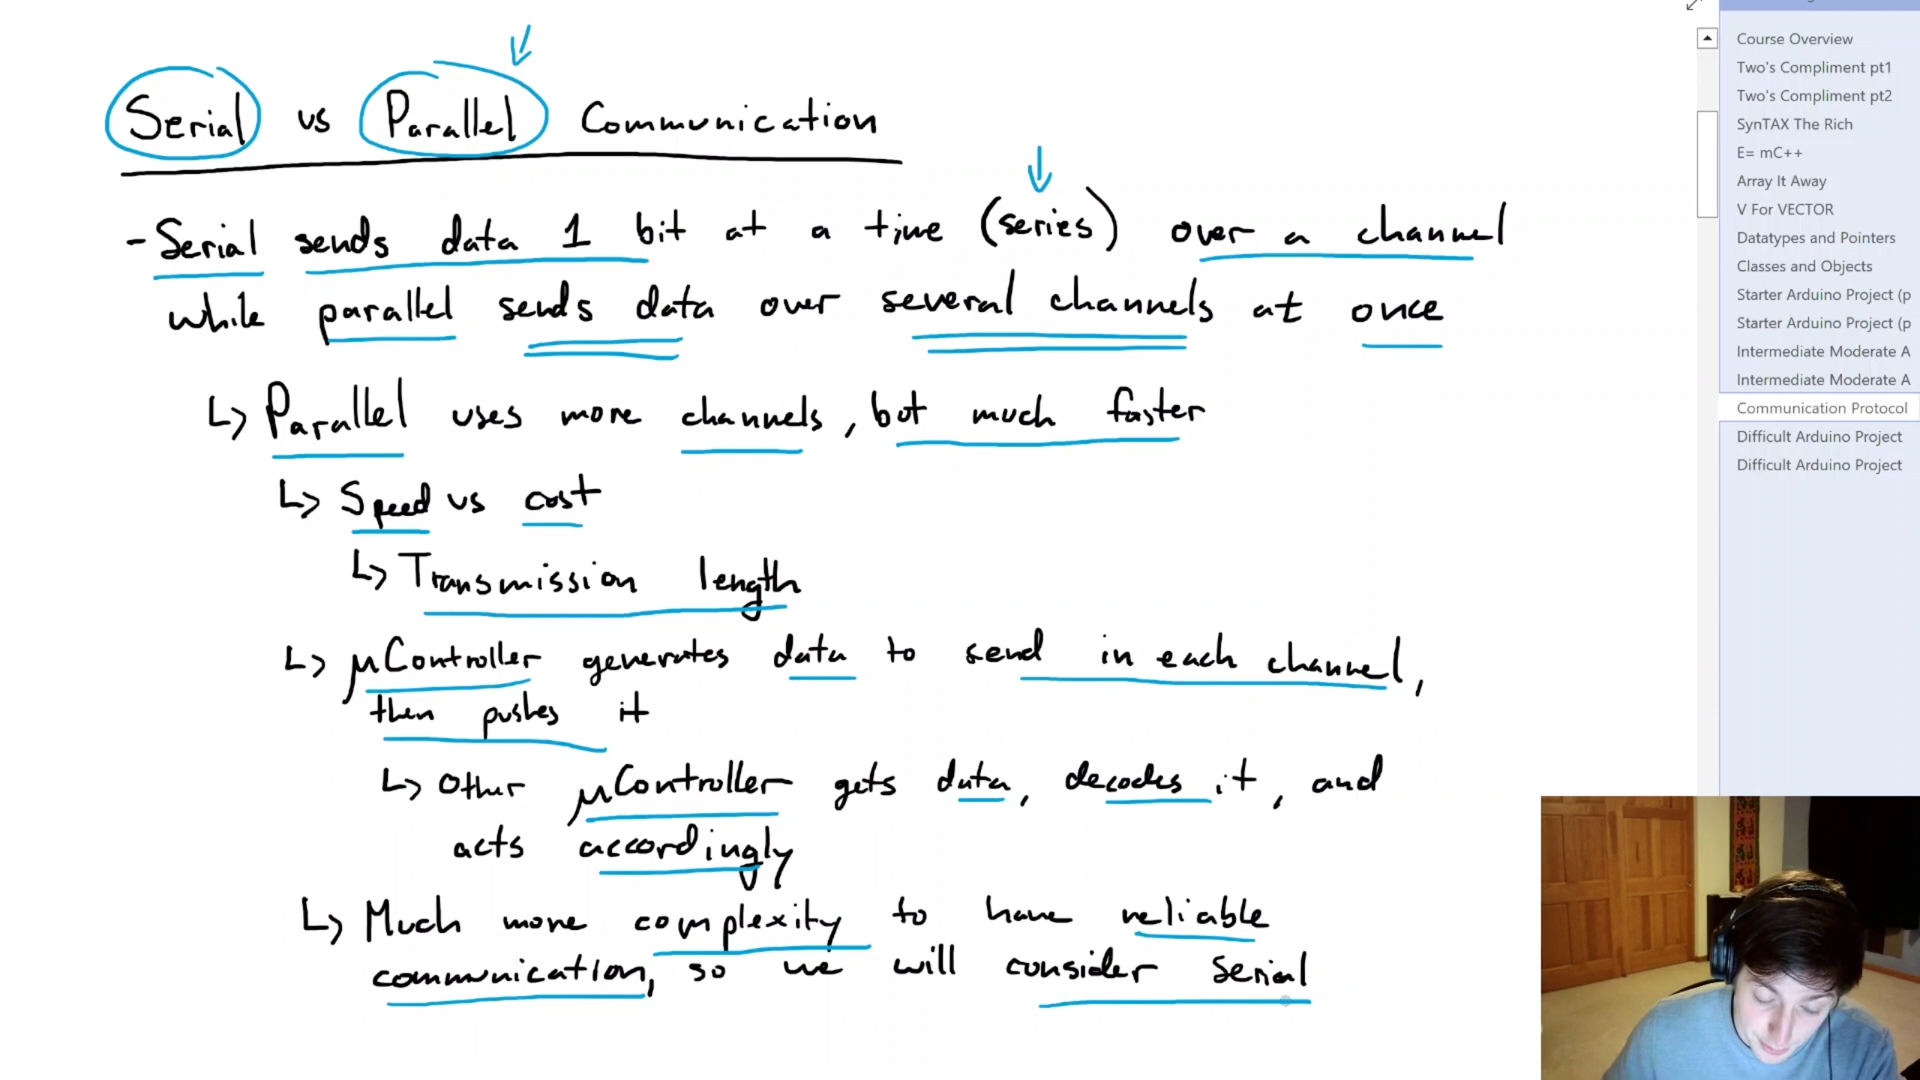 Serial vs Parallel Communication
- Serial sends data 1 bit at a time (series) over a channel
while parallel sends data over several channels at once
↳ Parallel uses more channels, but much faster
↳ Speed vs cost
↳ Transmission length
↳ µController generates data to send in each channel,
then pushes it
↳ Other µController gets data, decodes it, and
acts accordingly
↳ Much more complexity to have reliable
communication, so we will consider Serial
Course Overview
Two's Compliment pt1
Two's Compliment pt2
SynTAX The Rich
E= mC++
Array It Away
V For VECTOR
Datatypes and Pointers
Classes and Objects
Starter Arduino Project (p
Starter Arduino Project (p
Intermediate Moderate A
Intermediate Moderate A
Communication Protocol
Difficult Arduino Project
Difficult Arduino Project